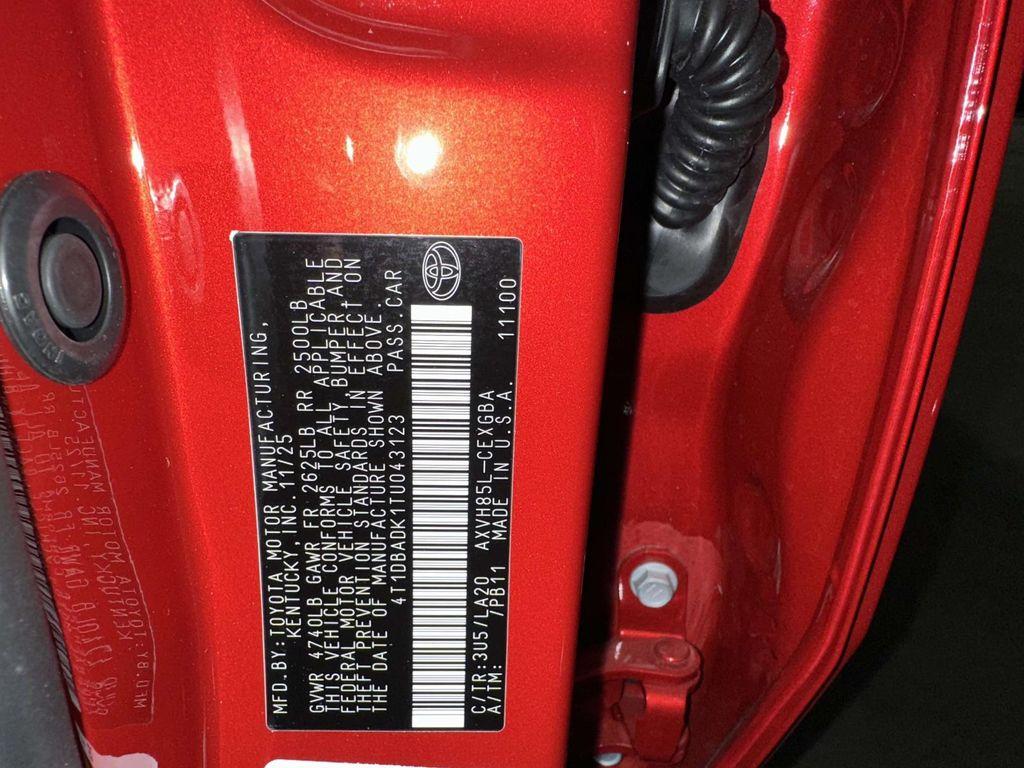 MFD.BY:TOYOTA MOTOR MANUFACTURING,
KENTUCKY, INC. 11/25
GVWR 4740LB GAWR FR 2625LB RR 2500LB
THIS VEHICLE CONFORMS TO ALL APPLICABLE
FEDERAL MOTOR VEHICLE SAFETY, BUMPER AND
THEFT PREVENTION STANDARDS IN EFFECT ON
THE DATE OF MANUFACTURE SHOWN ABOVE.
4T1DBADK1TU043123 PASS.CAR
C/TR:3U5/LA20 AXVH85L-CEXGBA 11100
A/TM: /PB11 MADE IN U.S.A.